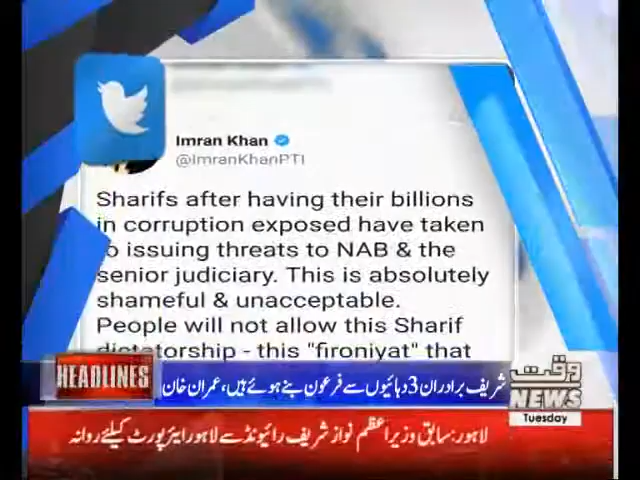 Imran Khan
@ImranKhanPTI
Sharifs after having their billions
in corruption exposed have taken
issuing threats to NAB & the
senior judiciary. This is absolutely
shameful & unacceptable.
People will not allow this Sharif
dictatorship - this "fironiyat" that
HEADLINES
شریف برادران 3 دہائیوں سے فرعون بنے ہوئے ہیں، عمران خان
وقت
NEWS
Tuesday
لاہور: سابق وزیراعظم نواز شریف رائیونڈ سے لاہور ایئرپورٹ کیلئے روانہ